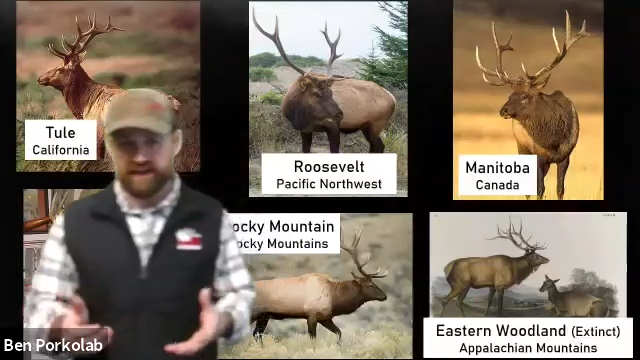 Tule
California
Roosevelt
Pacific Northwest
Manitoba
Canada
ocky Mountain
ocky Mountains
Eastern Woodland (Extinct)
Appalachian Mountains
Ben Porkolab